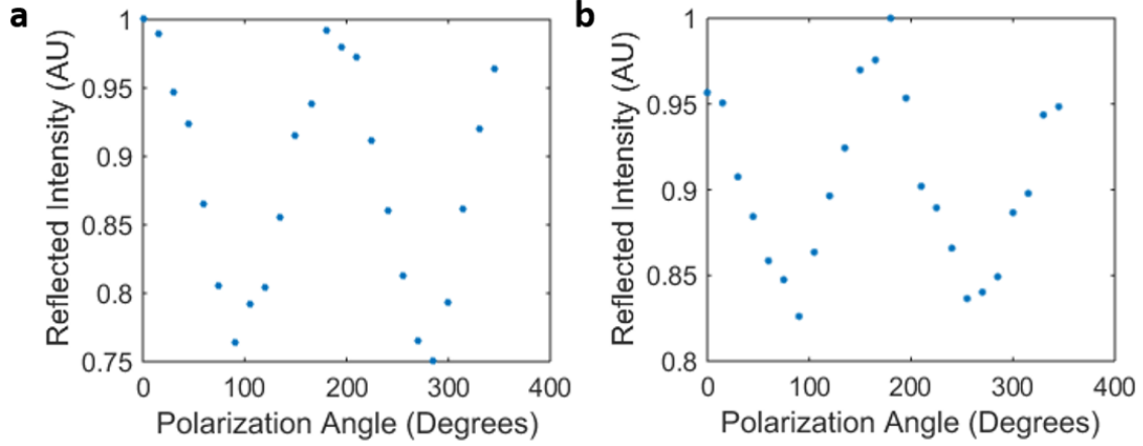 a
Reflected Intensity (AU)
1
0.95
0.9
0.85
0.8
0.75
0 100 200 300 400
Polarization Angle (Degrees)
b
Reflected Intensity (AU)
1
0.95
0.9
0.85
0.8
0 100 200 300 400
Polarization Angle (Degrees)